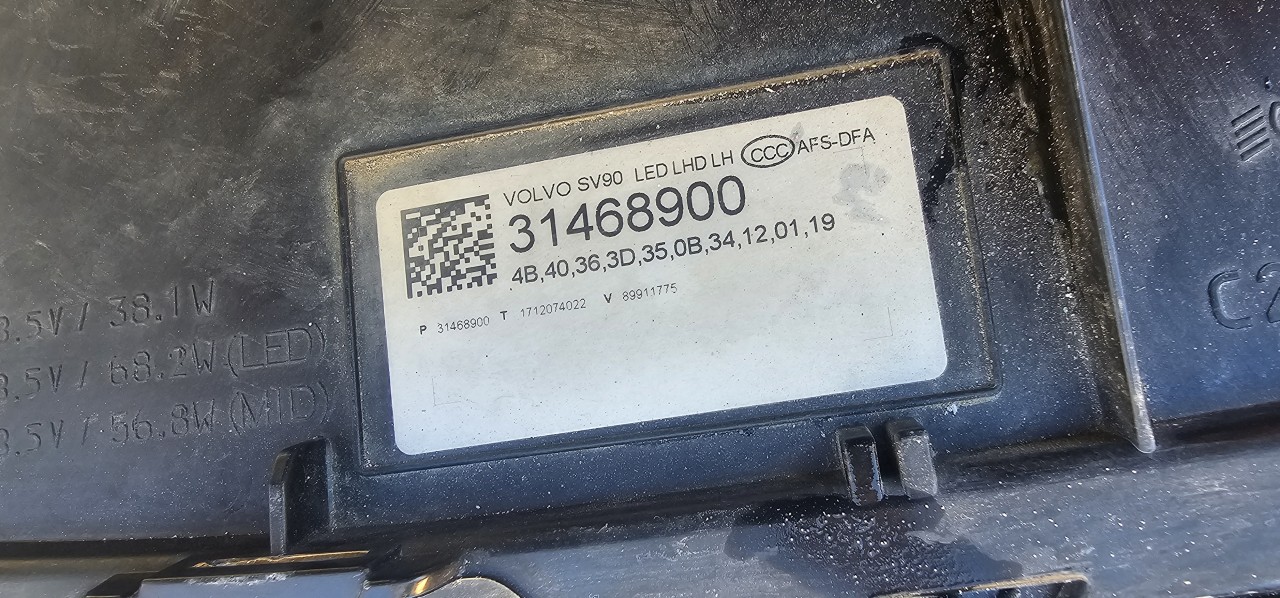 VOLVO SV90 LED LHD LH CCC AFS-DFA
31468900
4B,40,36,3D,35,0B,34,12,01,19
P 31468900 T 1712074022 V 89911775
3.5V / 38.1W
3.5V / 68.2W (LED)
3.5V / 56.8W (MID)
C2